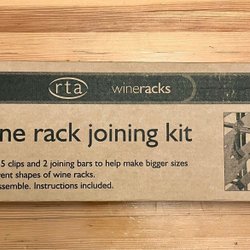 rta wineracks
ne rack joining kit
5 clips and 2 joining bars to help make bigger sizes
rent shapes of wine racks.
ssemble. Instructions included.